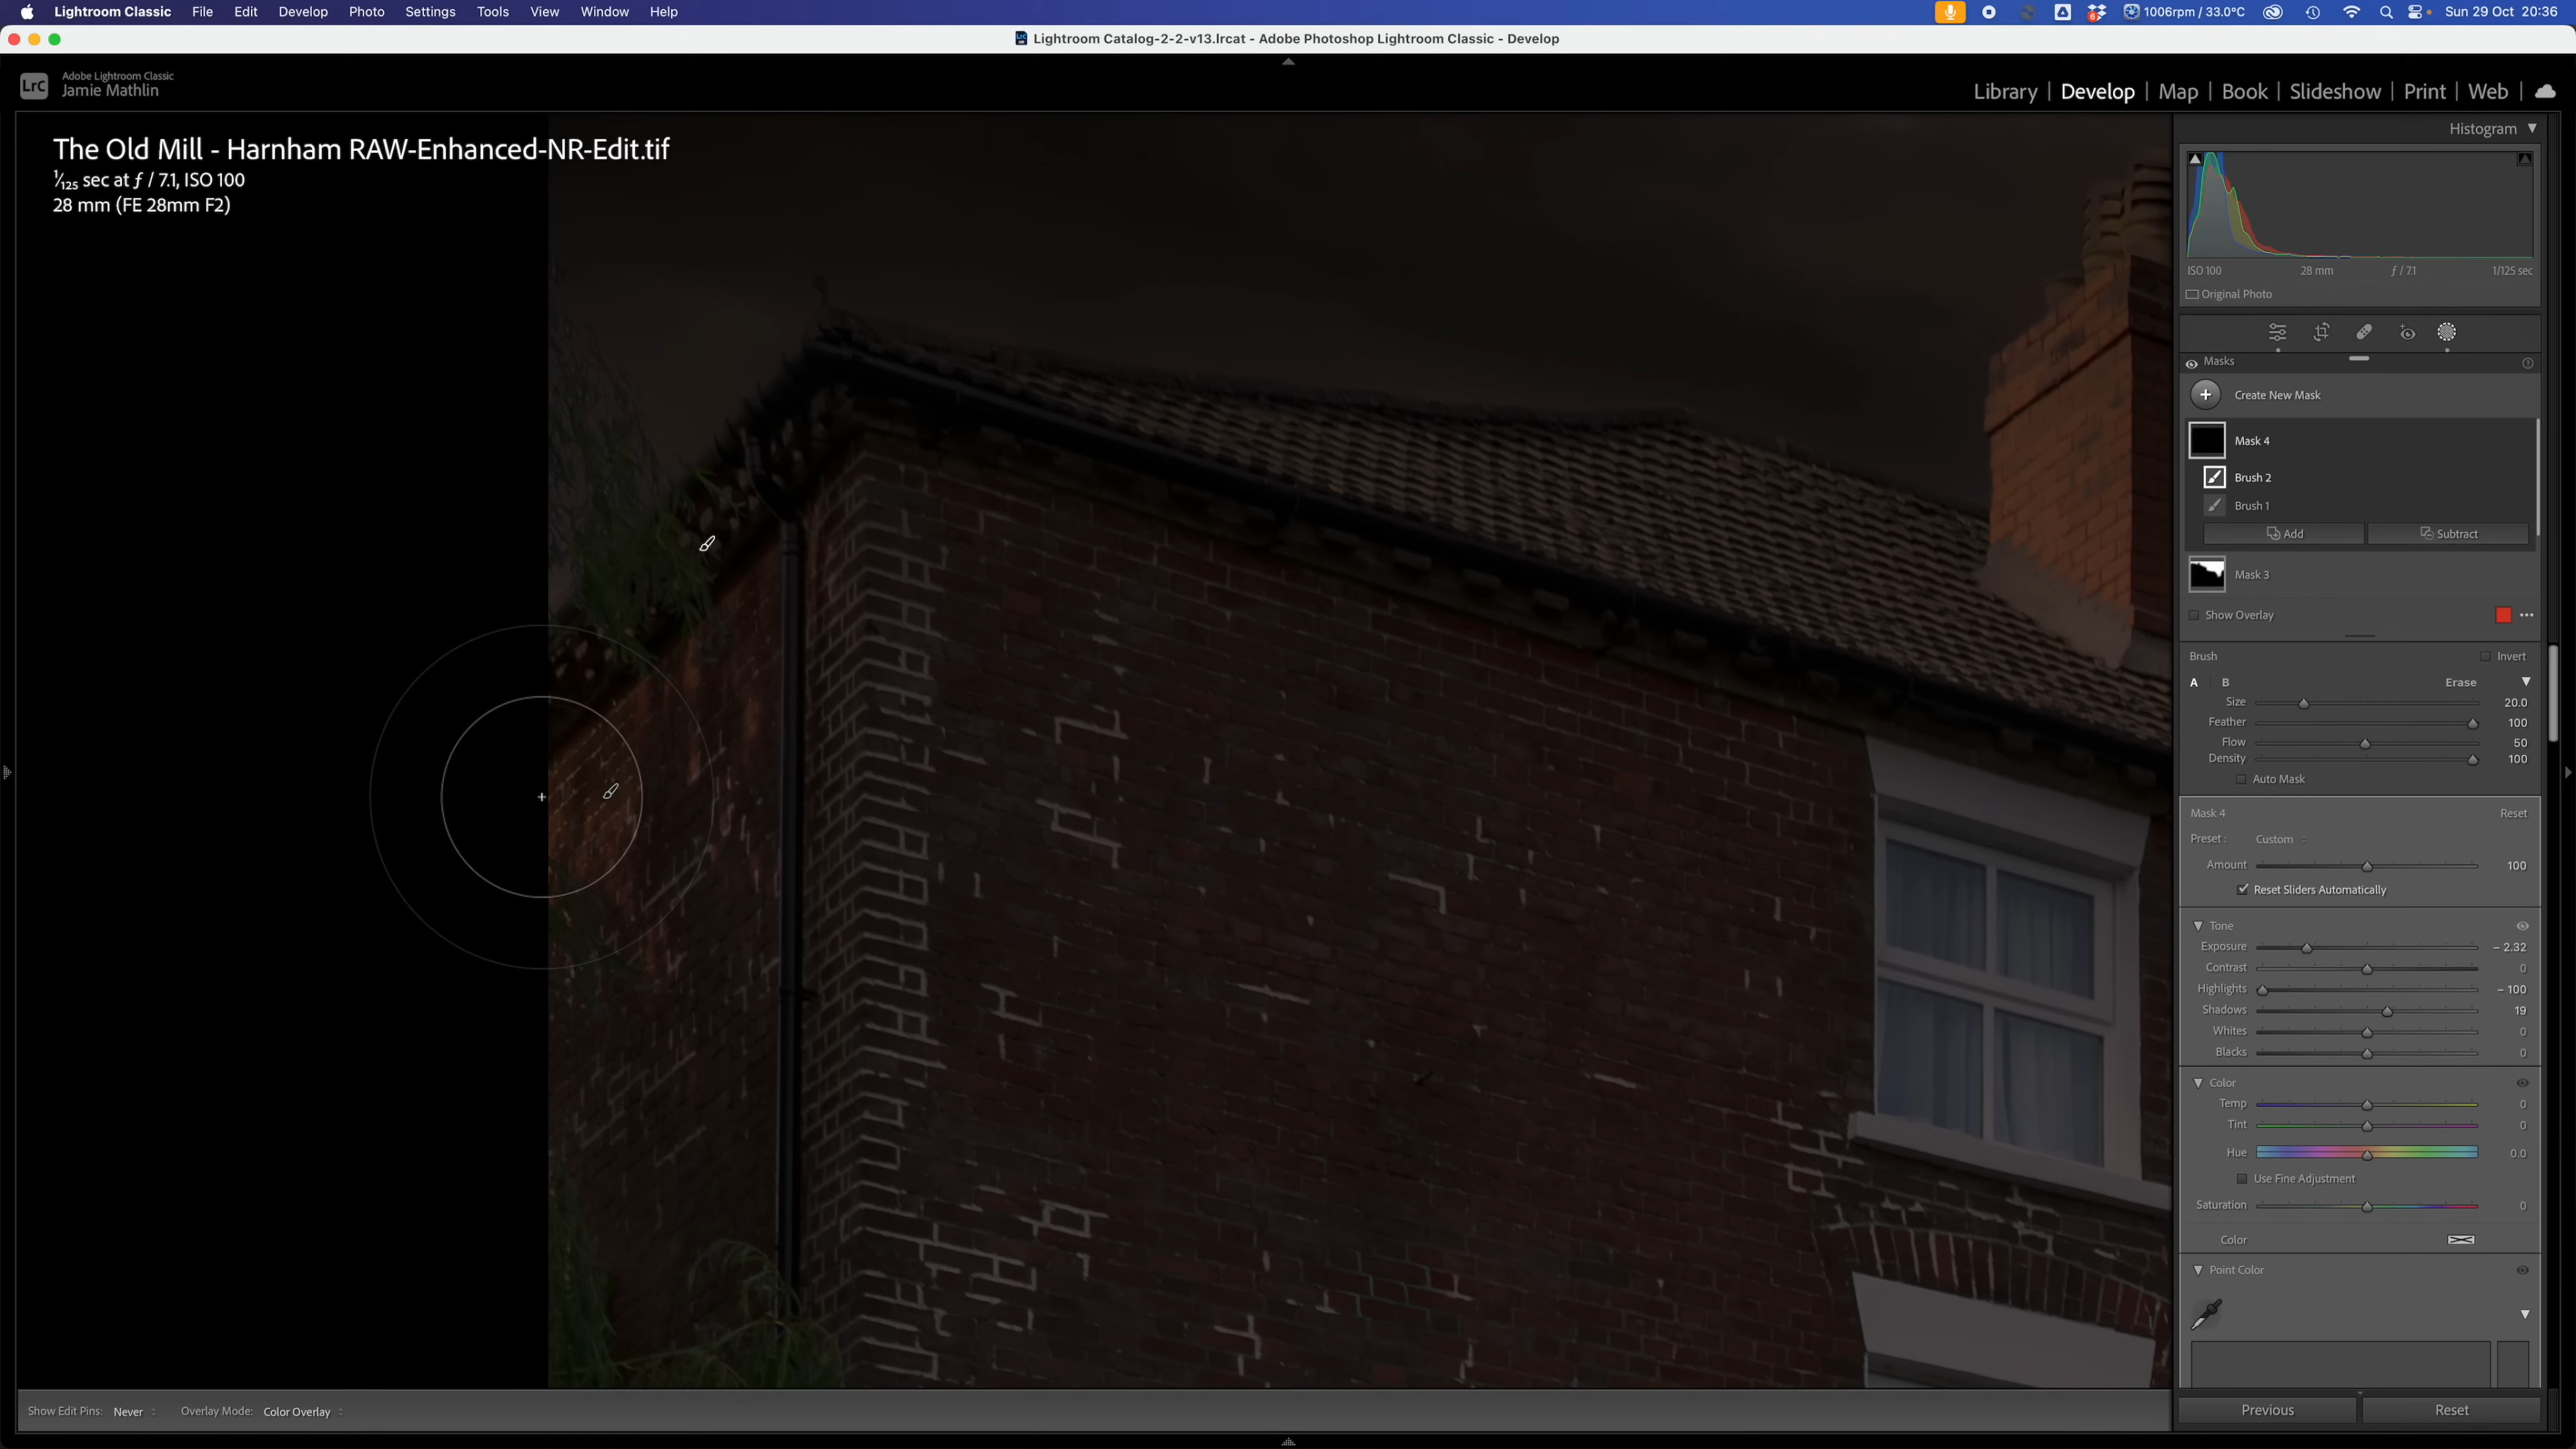 Lightroom Classic File Edit Develop Photo Settings Tools View Window Help 6 1006rpm / 33.0°C Sun 29 Oct 20:36
Lightroom Catalog-2-2-v13.lrcat - Adobe Photoshop Lightroom Classic - Develop
LrC Adobe Lightroom Classic
Jamie Mathlin
Library | Develop | Map | Book | Slideshow | Print | Web |
The Old Mill - Harnham RAW-Enhanced-NR-Edit.tif
1/125 sec at ƒ / 7.1, ISO 100
28 mm (FE 28mm F2)
Histogram
ISO 100 28 mm ƒ / 7.1 1/125 sec
Original Photo
Masks
Create New Mask
Mask 4
Brush 2
Brush 1
Add Subtract
Mask 3
Show Overlay
Brush Invert
A B Erase
Size 20.0
Feather 100
Flow 50
Density 100
Auto Mask
Mask 4 Reset
Preset : Custom
Amount 100
Reset Sliders Automatically
Tone
Exposure – 2.32
Contrast 0
Highlights – 100
Shadows 19
Whites 0
Blacks 0
Color
Temp 0
Tint 0
Hue 0.0
Use Fine Adjustment
Saturation 0
Color
Point Color
Show Edit Pins: Never Overlay Mode: Color Overlay
Previous Reset